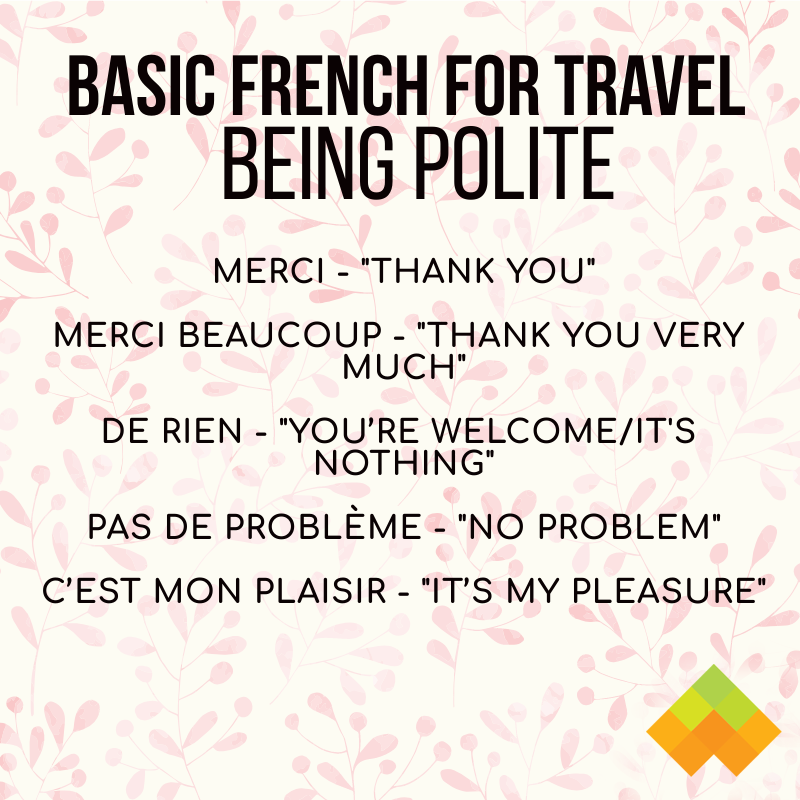 BASIC FRENCH FOR TRAVEL
BEING POLITE
MERCI - "THANK YOU"
MERCI BEAUCOUP - "THANK YOU VERY
MUCH"
DE RIEN - "YOU’RE WELCOME/IT'S
NOTHING"
PAS DE PROBLÈME - "NO PROBLEM"
C’EST MON PLAISIR - "IT’S MY PLEASURE"